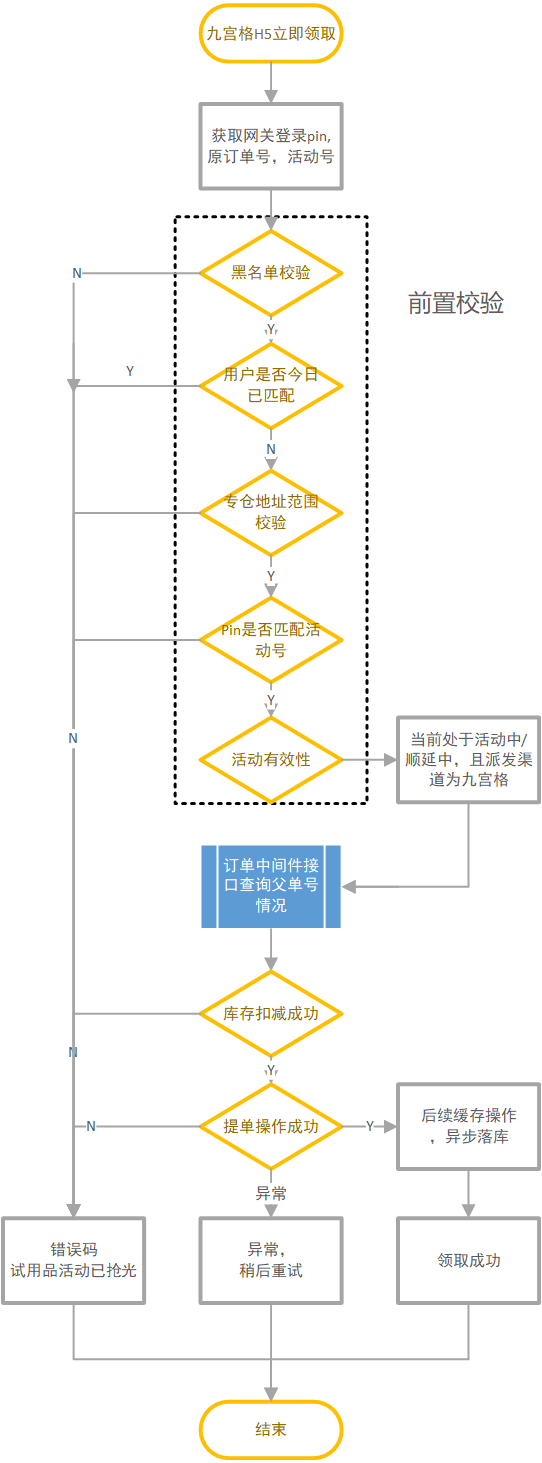 九宫格H5立即领取
获取网关登录pin,
原订单号，活动号
前置校验
黑名单校验
N
Y
用户是否今日
已匹配
Y
N
专仓地址范围
校验
Y
Pin是否匹配活
动号
Y
N
活动有效性
当前处于活动中/
顺延中，且派发渠
道为九宫格
订单中间件接
口查询父单号
情况
库存扣减成功
N
Y
提单操作成功
N
Y
后续缓存操作
，异步落库
异常
错误码
试用品活动已抢光
异常，
稍后重试
领取成功
结束